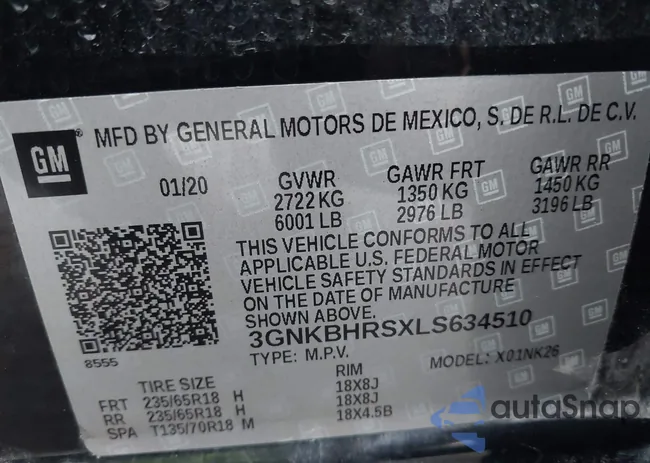 GM
® MFD BY GENERAL MOTORS DE MEXICO, S. DE R.L. DE C.V.
01/20 GVWR GAWR FRT GAWR RR
2722 KG 1350 KG 1450 KG
6001 LB 2976 LB 3196 LB
THIS VEHICLE CONFORMS TO ALL
APPLICABLE U.S. FEDERAL MOTOR
VEHICLE SAFETY STANDARDS IN EFFECT
ON THE DATE OF MANUFACTURE
SHOWN ABOVE.
3GNKBHRSXLS634510
8555 TYPE: M.P.V. MODEL: X01NK26
TIRE SIZE RIM
FRT 235/65R18 H 18X8J
RR 235/65R18 H 18X8J
SPA T135/70R18 M 18X4.5B
autoSnap